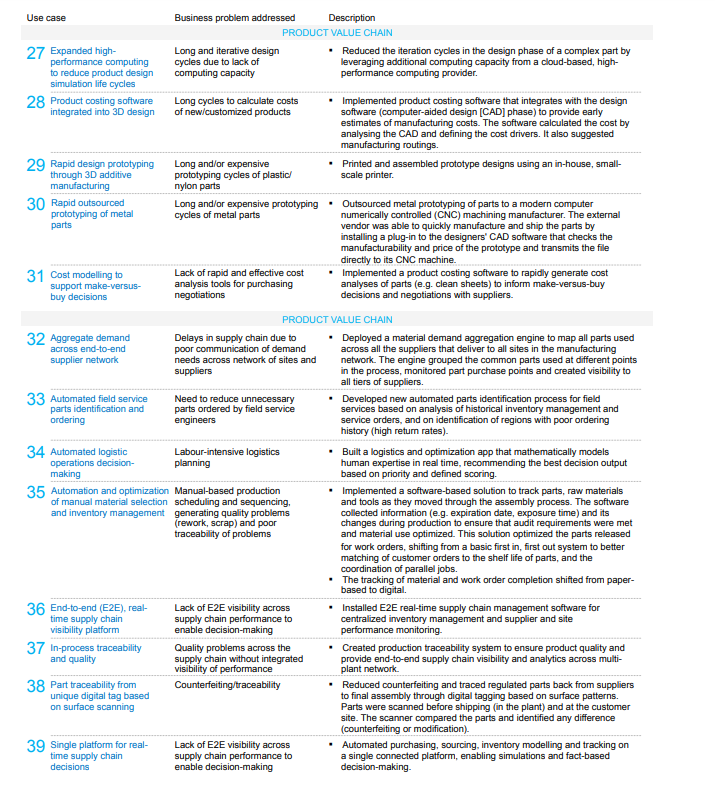 Use case Business problem addressed Description
PRODUCT VALUE CHAIN
27 Expanded high-
performance computing
to reduce product design
simulation life cycles
Long and iterative design
cycles due to lack of
computing capacity
▪ Reduced the iteration cycles in the design phase of a complex part by
leveraging additional computing capacity from a cloud-based, high-
performance computing provider.
28 Product costing software
integrated into 3D design
Long cycles to calculate costs
of new/customized products
▪ Implemented product costing software that integrates with the design
software (computer-aided design [CAD] phase) to provide early
estimates of manufacturing costs. The software calculated the cost by
analysing the CAD and defining the cost drivers. It also suggested
manufacturing routings.
29 Rapid design prototyping
through 3D additive
manufacturing
Long and/or expensive
prototyping cycles of plastic/
nylon parts
▪ Printed and assembled prototype designs using an in-house, small-
scale printer.
30 Rapid outsourced
prototyping of metal
parts
Long and/or expensive prototyping
cycles of metal parts
▪ Outsourced metal prototyping of parts to a modern computer
numerically controlled (CNC) machining manufacturer. The external
vendor was able to quickly manufacture and ship the parts by
installing a plug-in to the designers' CAD software that checks the
manufacturability and price of the prototype and transmits the file
directly to its CNC machine.
31 Cost modelling to
support make-versus-
buy decisions
Lack of rapid and effective cost
analysis tools for purchasing
negotiations
▪ Implemented a product costing software to rapidly generate cost
analyses of parts (e.g. clean sheets) to inform make-versus-buy
decisions and negotiations with suppliers.
PRODUCT VALUE CHAIN
32 Aggregate demand
across end-to-end
supplier network
Delays in supply chain due to
poor communication of demand
needs across network of sites and
suppliers
▪ Deployed a material demand aggregation engine to map all parts used
across all the suppliers that deliver to all sites in the manufacturing
network. The engine grouped the common parts used at different points
in the process, monitored part purchase points and created visibility to
all tiers of suppliers.
33 Automated field service
parts identification and
ordering
Need to reduce unnecessary
parts ordered by field service
engineers
▪ Developed new automated parts identification process for field
services based on analysis of historical inventory management and
service orders, and on identification of regions with poor ordering
history (high return rates).
34 Automated logistic
operations decision-
making
Labour-intensive logistics
planning
▪ Built a logistics and optimization app that mathematically models
human expertise in real time, recommending the best decision output
based on priority and defined scoring.
35 Automation and optimization
of manual material selection
and inventory management
Manual-based production
scheduling and sequencing,
generating quality problems
(rework, scrap) and poor
traceability of problems
▪ Implemented a software-based solution to track parts, raw materials
and tools as they moved through the assembly process. The software
collected information (e.g. expiration date, exposure time) and its
changes during production to ensure that audit requirements were met
and material use optimized. This solution optimized the parts released
for work orders, shifting from a basic first in, first out system to better
matching of customer orders to the shelf life of parts, and the
coordination of parallel jobs.
▪ The tracking of material and work order completion shifted from paper-
based to digital.
36 End-to-end (E2E), real-
time supply chain
visibility platform
Lack of E2E visibility across
supply chain performance to
enable decision-making
▪ Installed E2E real-time supply chain management software for
centralized inventory management and supplier and site
performance monitoring.
37 In-process traceability
and quality
Quality problems across the
supply chain without integrated
visibility of performance
▪ Created production traceability system to ensure product quality and
provide end-to-end supply chain visibility and analytics across multi-
plant network.
38 Part traceability from
unique digital tag based
on surface scanning
Counterfeiting/traceability
▪ Reduced counterfeiting and traced regulated parts back from suppliers
to final assembly through digital tagging based on surface patterns.
Parts were scanned before shipping (in the plant) and at the customer
site. The scanner compared the parts and identified any difference
(counterfeiting or modification).
39 Single platform for real-
time supply chain
decisions
Lack of E2E visibility across
supply chain performance to
enable decision-making
▪ Automated purchasing, sourcing, inventory modelling and tracking on
a single connected platform, enabling simulations and fact-based
decision-making.